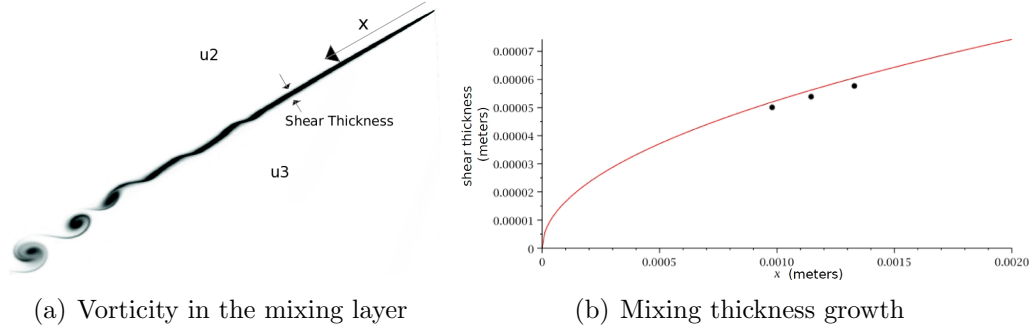 x
u2
Shear Thickness
u3
(a) Vorticity in the mixing layer
shear thickness
(meters)
0.00007
0.00006
0.00005
0.00004
0.00003
0.00002
0.00001
0
0 0.0005 0.0010 0.0015 0.0020
x (meters)
(b) Mixing thickness growth